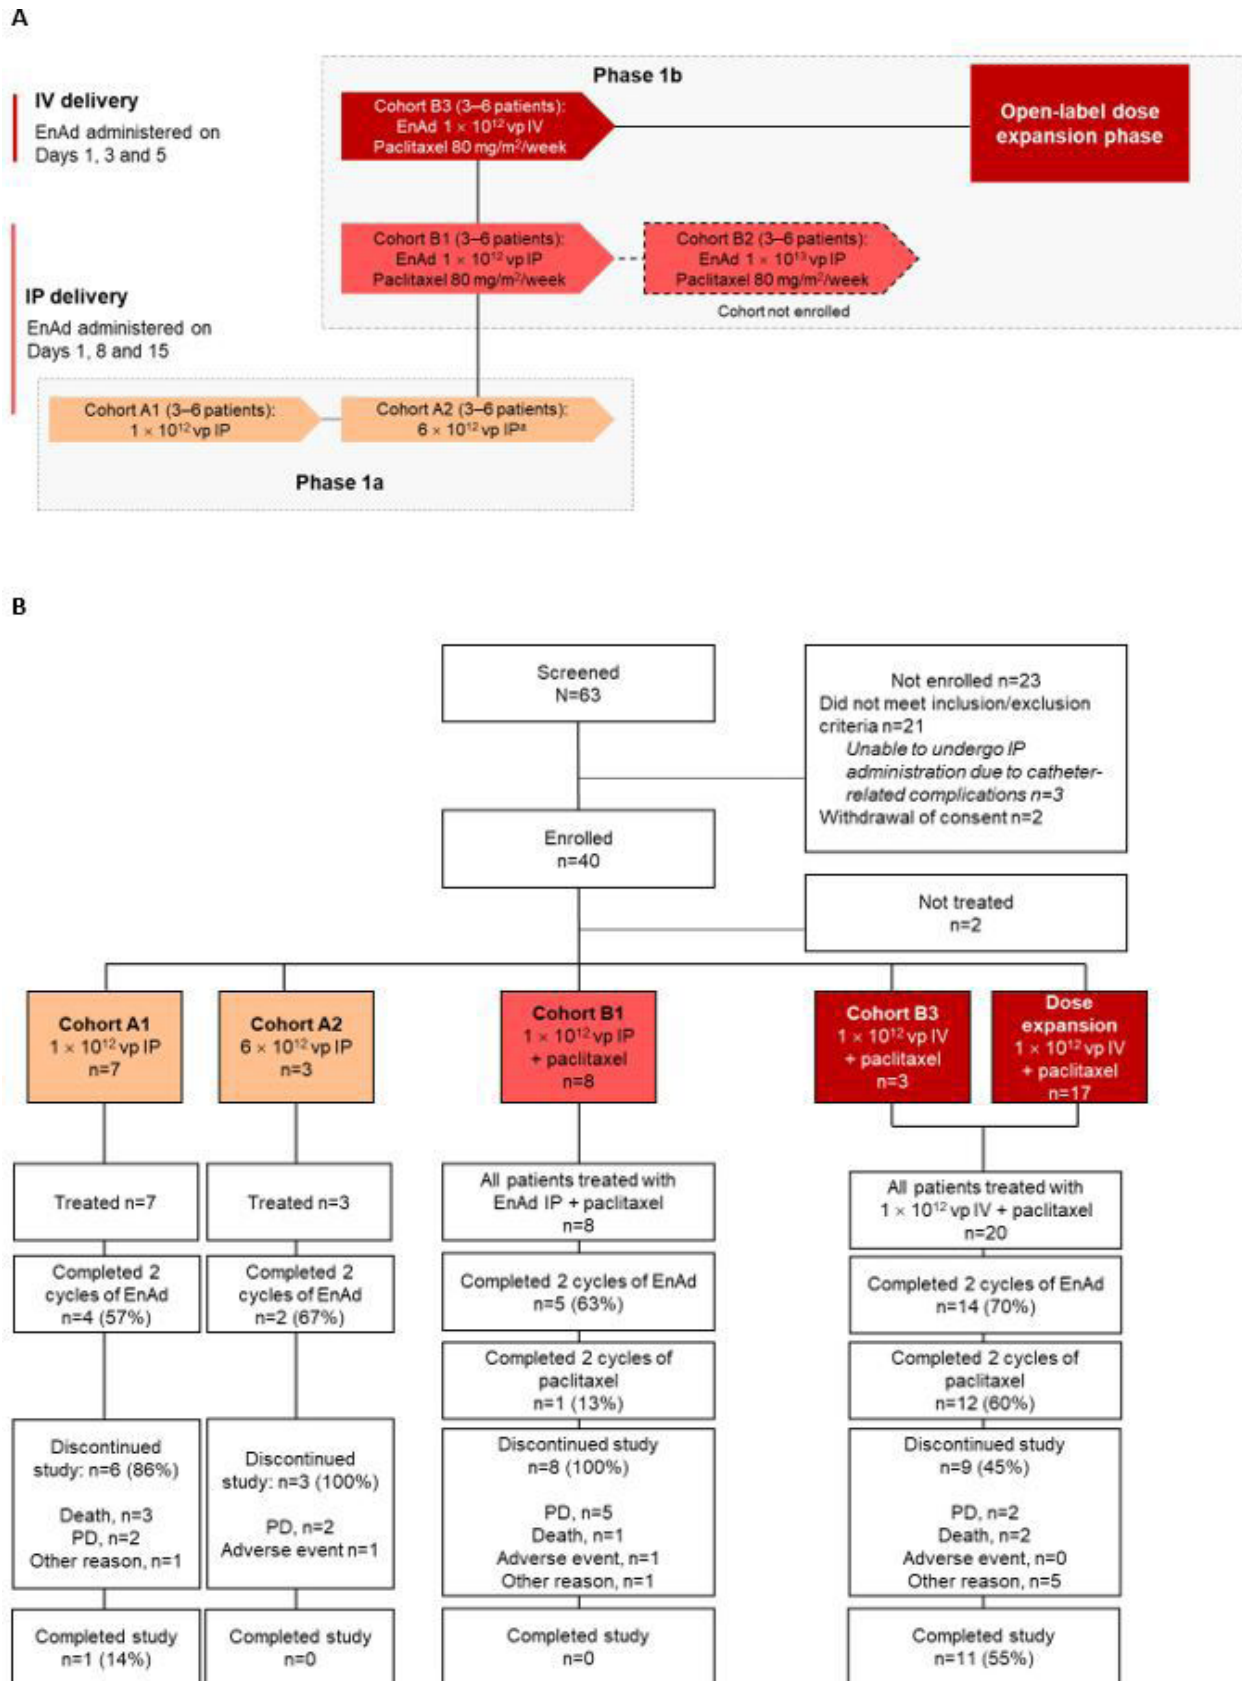 A
Phase 1b
IV delivery
EnAd administered on
Days 1, 3 and 5
Cohort B3 (3–6 patients):
EnAd 1 × 10¹² vp IV
Paclitaxel 80 mg/m²/week
Open-label dose
expansion phase
IP delivery
EnAd administered on
Days 1, 8 and 15
Cohort B1 (3–6 patients):
EnAd 1 × 10¹² vp IP
Paclitaxel 80 mg/m²/week
Cohort B2 (3–6 patients):
EnAd 1 × 10¹³ vp IP
Paclitaxel 80 mg/m²/week
Cohort not enrolled
Cohort A1 (3–6 patients):
1 × 10¹² vp IP
Cohort A2 (3–6 patients):
6 × 10¹² vp IPª
Phase 1a
B
Screened
N=63
Not enrolled n=23
Did not meet inclusion/exclusion
criteria n=21
Unable to undergo IP
administration due to catheter-
related complications n=3
Withdrawal of consent n=2
Enrolled
n=40
Not treated
n=2
Cohort A1
1 × 10¹² vp IP
n=7
Cohort A2
6 × 10¹² vp IP
n=3
Cohort B1
1 × 10¹² vp IP
+ paclitaxel
n=8
Cohort B3
1 × 10¹² vp IV
+ paclitaxel
n=3
Dose
expansion
1 × 10¹² vp IV
+ paclitaxel
n=17
Treated n=7
Treated n=3
All patients treated with
EnAd IP + paclitaxel
n=8
All patients treated with
1 × 10¹² vp IV + paclitaxel
n=20
Completed 2
cycles of EnAd
n=4 (57%)
Completed 2
cycles of EnAd
n=2 (67%)
Completed 2 cycles of EnAd
n=5 (63%)
Completed 2 cycles of EnAd
n=14 (70%)
Completed 2 cycles of
paclitaxel
n=1 (13%)
Completed 2 cycles of
paclitaxel
n=12 (60%)
Discontinued
study: n=6 (86%)
Death, n=3
PD, n=2
Other reason, n=1
Discontinued
study: n=3 (100%)
PD, n=2
Adverse event n=1
Discontinued study
n=8 (100%)
PD, n=5
Death, n=1
Adverse event, n=1
Other reason, n=1
Discontinued study
n=9 (45%)
PD, n=2
Death, n=2
Adverse event, n=0
Other reason, n=5
Completed study
n=1 (14%)
Completed study
n=0
Completed study
n=0
Completed study
n=11 (55%)